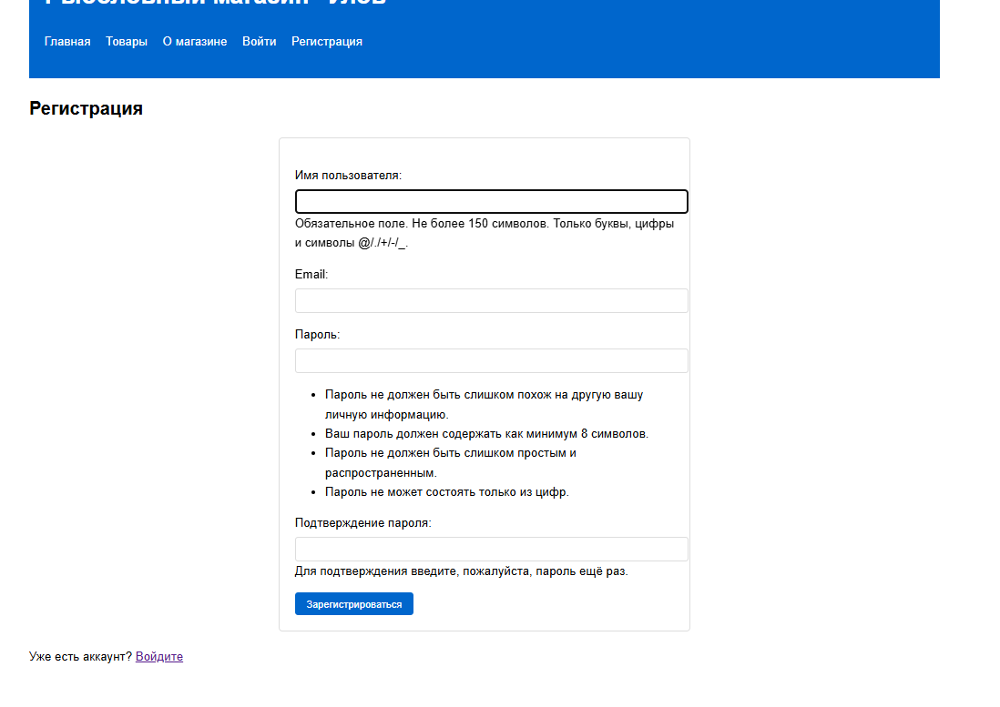 Рыболовный магазин "Улов"
Главная Товары О магазине Войти Регистрация
Регистрация
Имя пользователя:
Обязательное поле. Не более 150 символов. Только буквы, цифры
и символы @/./+/-/_.
Email:
Пароль:
Пароль не должен быть слишком похож на другую вашу
личную информацию.
Ваш пароль должен содержать как минимум 8 символов.
Пароль не должен быть слишком простым и
распространенным.
Пароль не может состоять только из цифр.
Подтверждение пароля:
Для подтверждения введите, пожалуйста, пароль ещё раз.
Зарегистрироваться
Уже есть аккаунт? Войдите